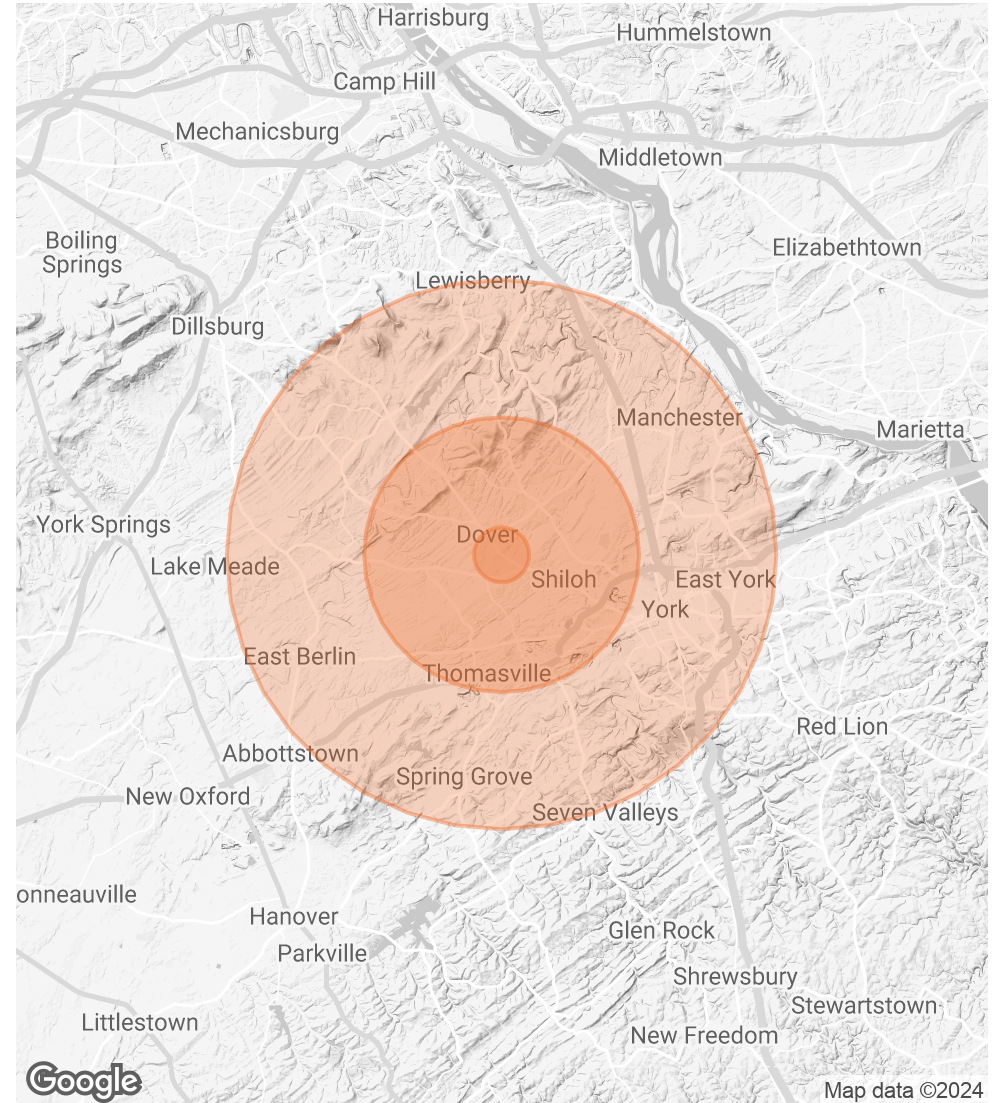 Harrisburg
Hummelstown
Camp Hill
Mechanicsburg
Middletown
Boiling
Springs
Elizabethtown
Lewisberry
Dillsburg
Manchester
Marietta
York Springs
Dover
Lake Meade
Shiloh
East York
York
East Berlin
Thomasville
Red Lion
Abbottstown
Spring Grove
New Oxford
Seven Valleys
onneauville
Hanover
Glen Rock
Parkville
Shrewsbury
Stewartstown
Littlestown
New Freedom
Google
Map data ©2024